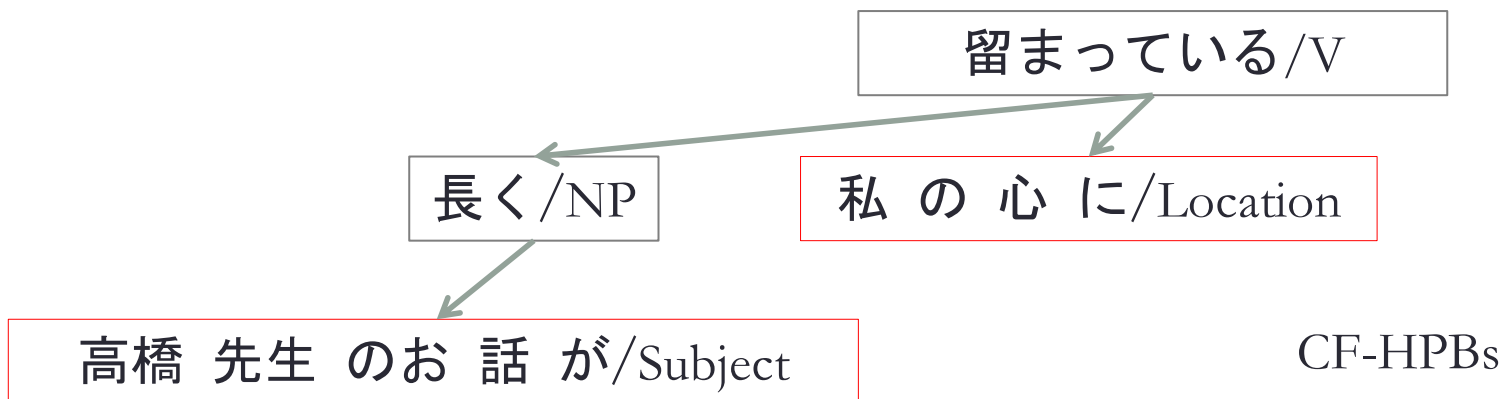 留まっている/V
長く/NP
私 の 心 に/Location
高橋 先生 のお 話 が/Subject
CF-HPBs